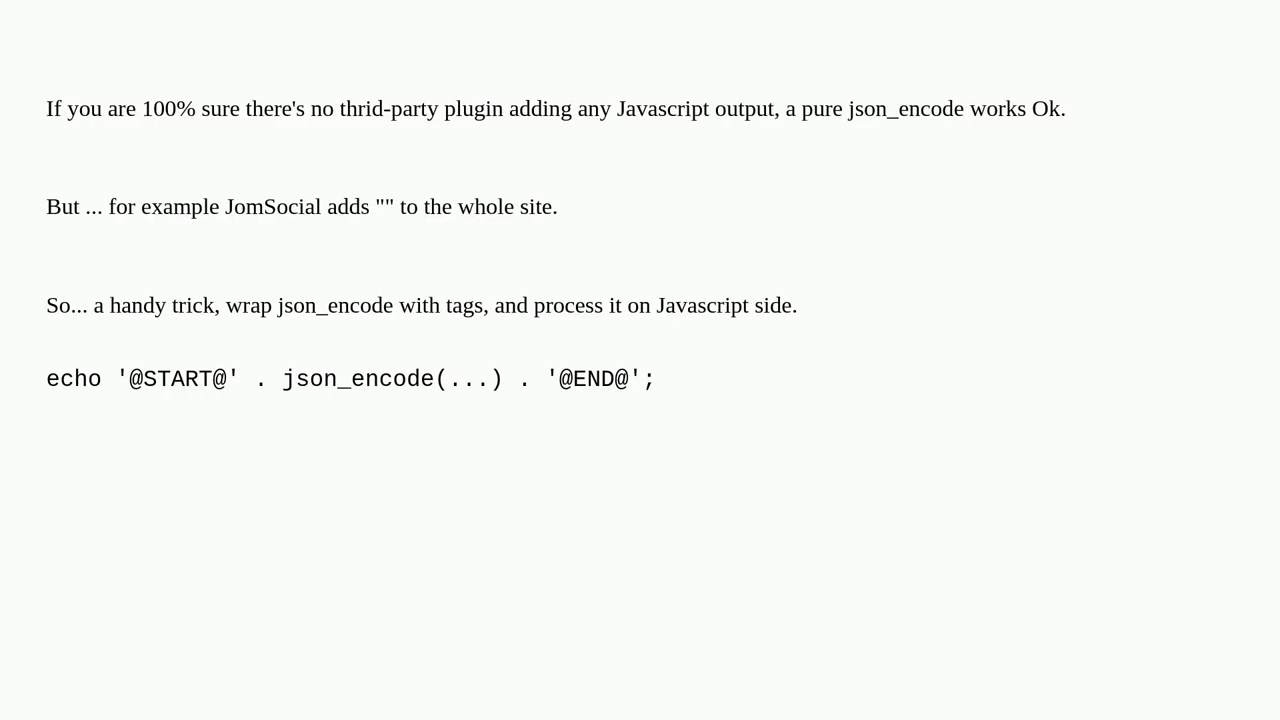 If you are 100% sure there's no thrid-party plugin adding any Javascript output, a pure json_encode works Ok.
But ... for example JomSocial adds "" to the whole site.
So... a handy trick, wrap json_encode with tags, and process it on Javascript side.
echo '@START@' . json_encode(...) . '@END@';